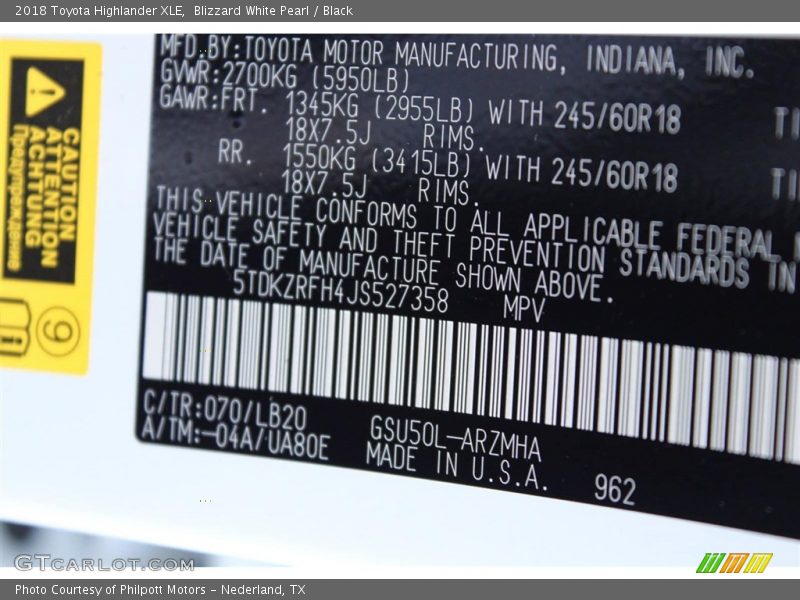 2018 Toyota Highlander XLE,  Blizzard White Pearl / Black
MFD.BY:TOYOTA MOTOR MANUFACTURING, INDIANA, INC.
GVWR:2700KG (5950LB)
GAWR:FRT. 1345KG (2955LB) WITH 245/60R18
18X7.5J RIMS.
RR. 1550KG (3415LB) WITH 245/60R18
18X7.5J RIMS.
THIS VEHICLE CONFORMS TO ALL APPLICABLE FEDERAL
VEHICLE SAFETY AND THEFT PREVENTION STANDARDS IN
THE DATE OF MANUFACTURE SHOWN ABOVE.
5TDKZRFH4JS527358 MPV
C/TR:070/LB20
A/TM:-04A/UA80E
GSU50L-ARZMHA
MADE IN U.S.A.
962
CAUTION
ATTENTION
ACHTUNG
Предупреждение
9
GTCARLOT.COM
Photo Courtesy of Philpott Motors - Nederland, TX